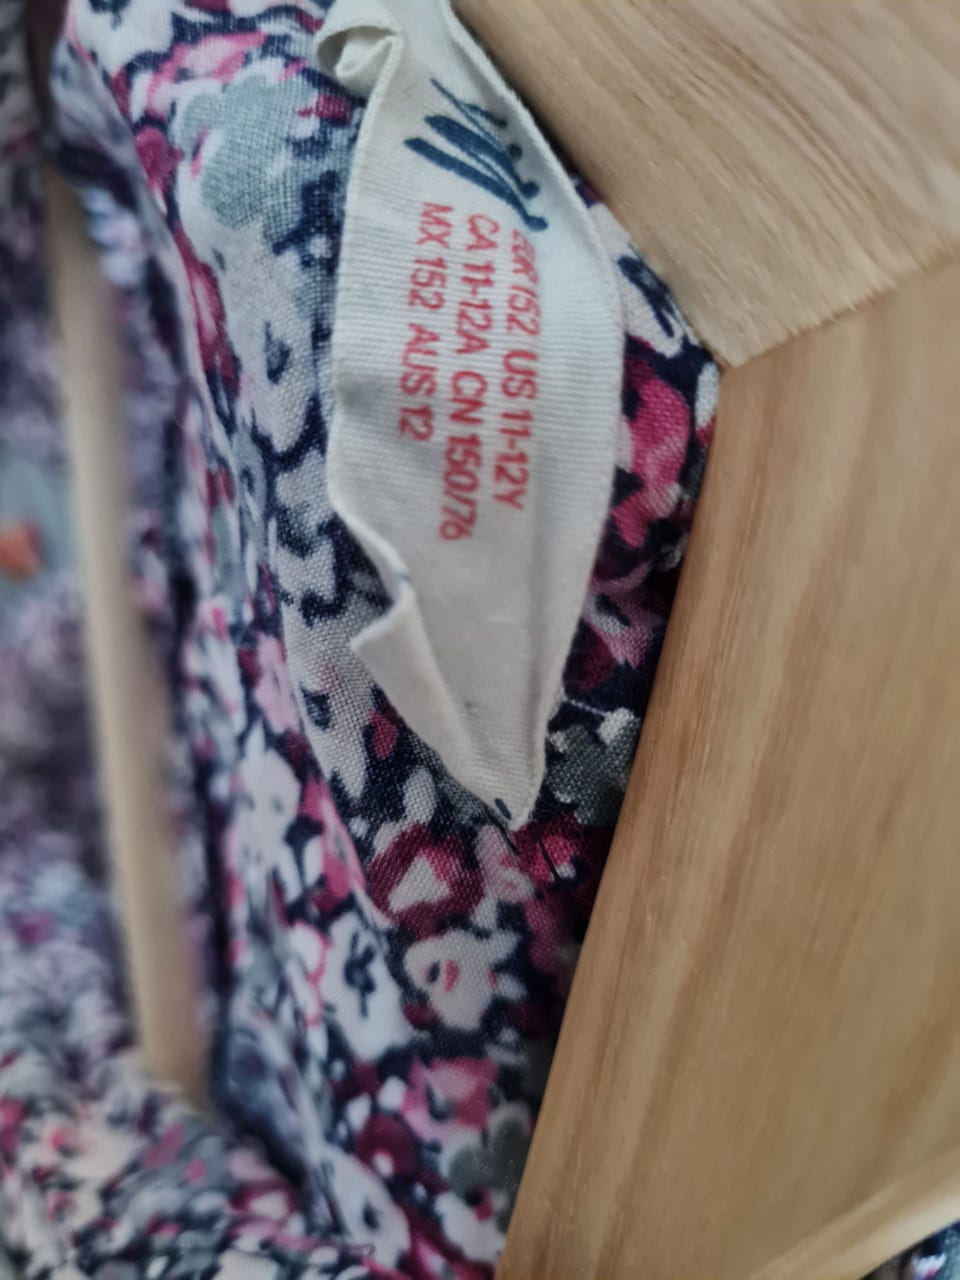 EUR 152 US 11-12Y
CA 11-12A CN 150/76
MX 152 AUS 12